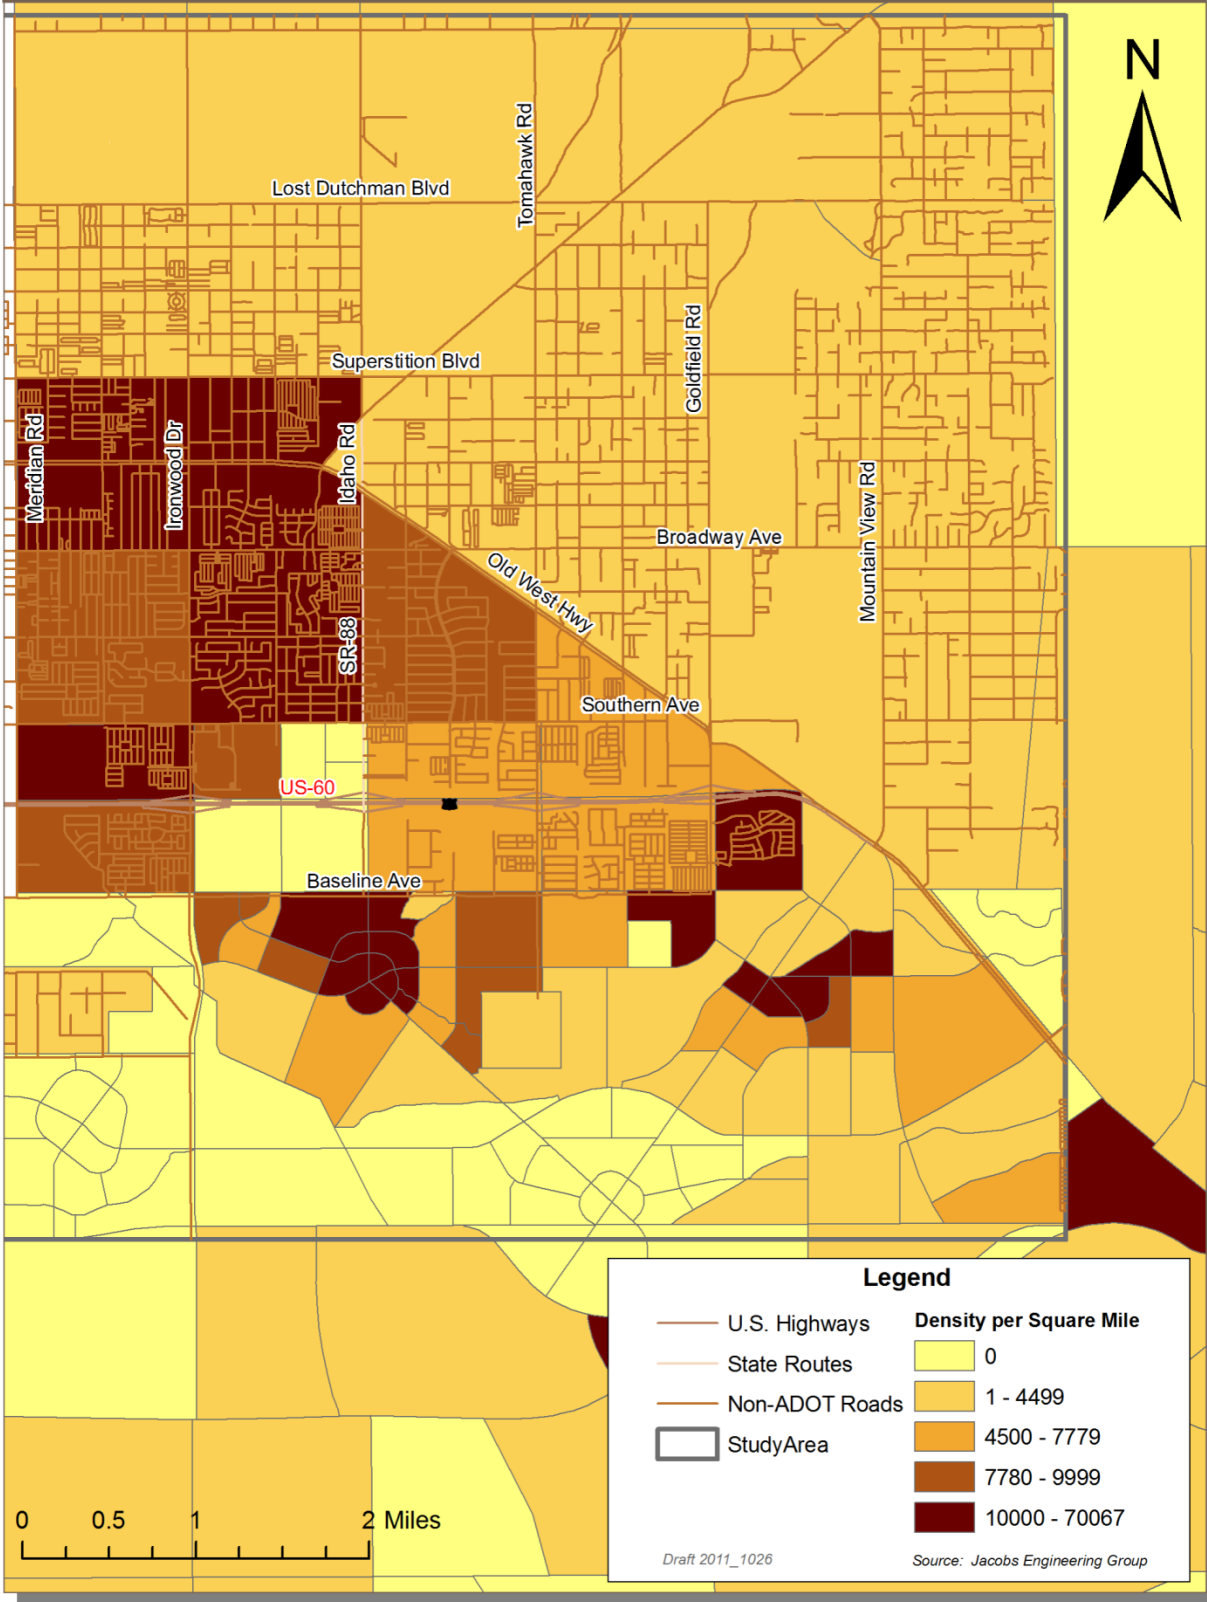 N
Tomahawk Rd
Lost Dutchman Blvd
Goldfield Rd
Superstition Blvd
Meridian Rd
Ironwood Dr
Idaho Rd
Mountain View Rd
Broadway Ave
Old West Hwy
SR-88
Southern Ave
US-60
Baseline Ave
Legend
U.S. Highways
State Routes
Non-ADOT Roads
StudyArea
Density per Square Mile
0
1 - 4499
4500 - 7779
7780 - 9999
10000 - 70067
0 0.5 1 2 Miles
Draft 2011_1026
Source: Jacobs Engineering Group